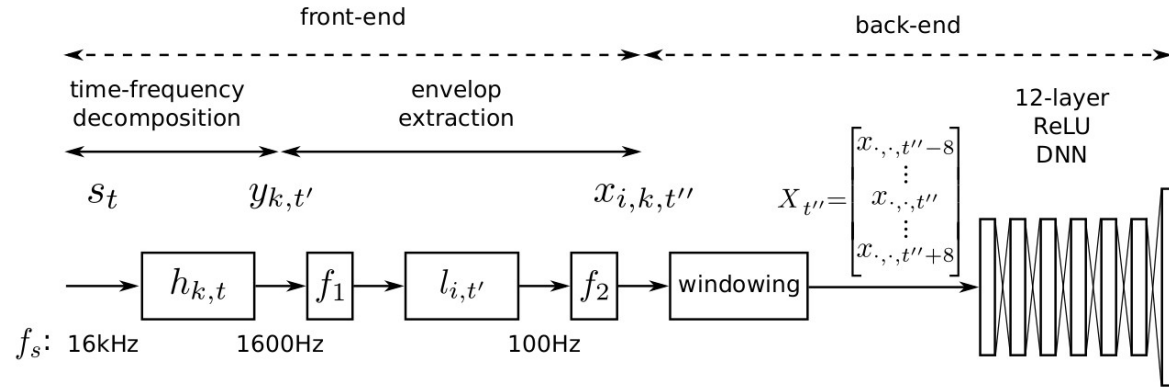 front-end
back-end
time-frequency
decomposition
envelop
extraction
12-layer
ReLU
DNN
s_t
y_{k,t'}
x_{i,k,t''}
X_{t''}=
x_{·,·,t''−8}
⋮
x_{·,·,t''}
⋮
x_{·,·,t''+8}
h_{k,t}
f_1
l_{i,t'}
f_2
windowing
f_s: 16kHz 1600Hz 100Hz